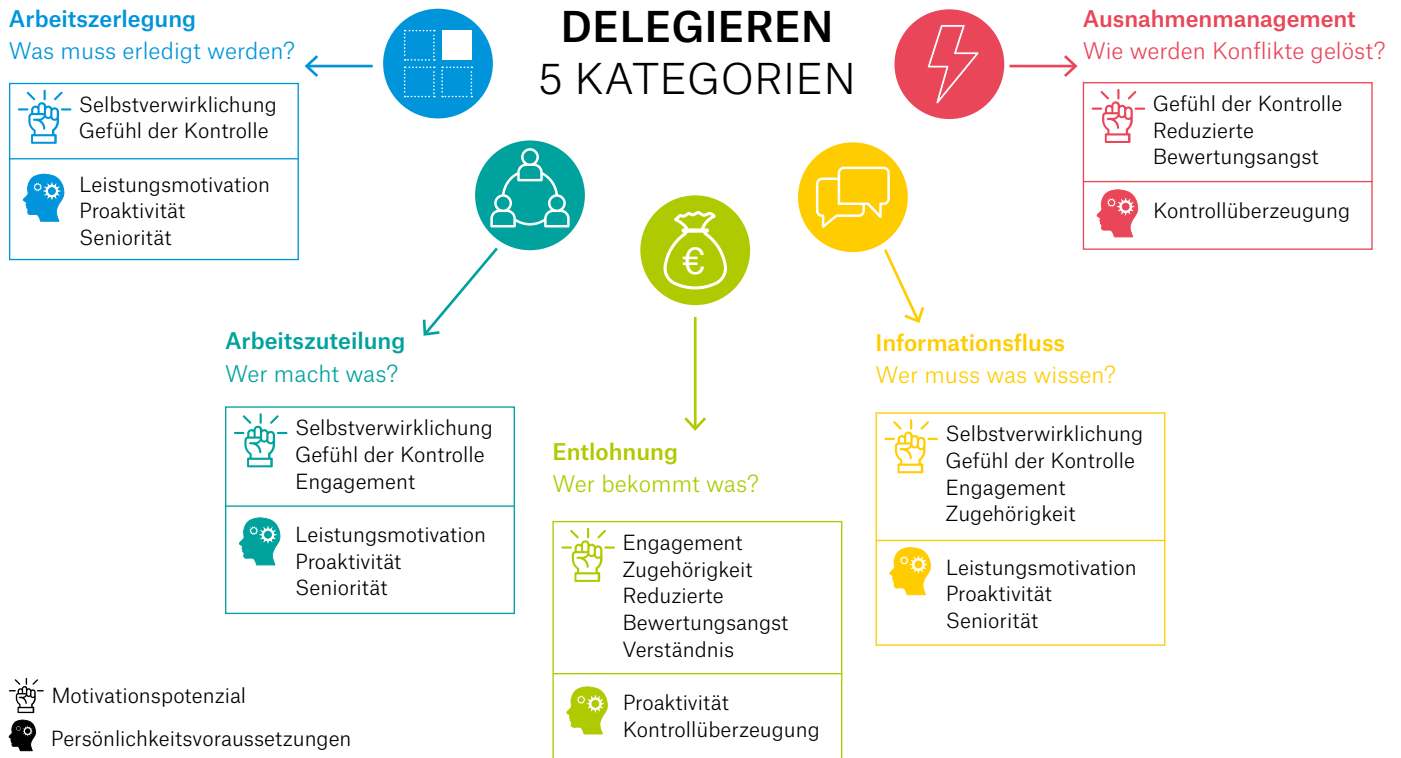 DELEGIEREN
5 KATEGORIEN
Arbeitszerlegung
Was muss erledigt werden?
Selbstverwirklichung
Gefühl der Kontrolle
Leistungsmotivation
Proaktivität
Seniorität
Arbeitszuteilung
Wer macht was?
Selbstverwirklichung
Gefühl der Kontrolle
Engagement
Leistungsmotivation
Proaktivität
Seniorität
€
Entlohnung
Wer bekommt was?
Engagement
Zugehörigkeit
Reduzierte
Bewertungsangst
Verständnis
Proaktivität
Kontrollüberzeugung
Informationsfluss
Wer muss was wissen?
Selbstverwirklichung
Gefühl der Kontrolle
Engagement
Zugehörigkeit
Leistungsmotivation
Proaktivität
Seniorität
Ausnahmenmanagement
Wie werden Konflikte gelöst?
Gefühl der Kontrolle
Reduzierte
Bewertungsangst
Kontrollüberzeugung
Motivationspotenzial
Persönlichkeitsvoraussetzungen